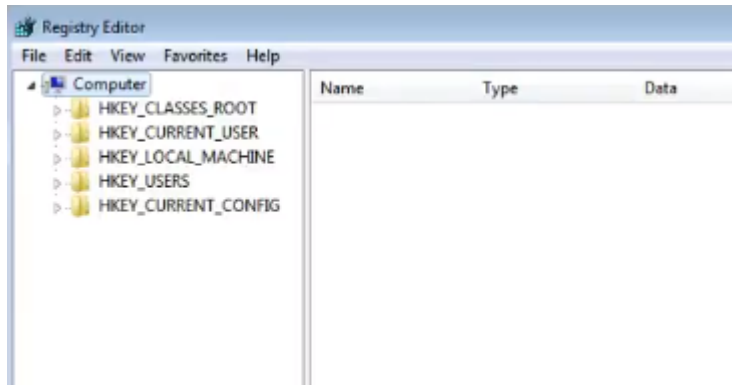 Registry Editor
File Edit View Favorites Help
Computer
HKEY_CLASSES_ROOT
HKEY_CURRENT_USER
HKEY_LOCAL_MACHINE
HKEY_USERS
HKEY_CURRENT_CONFIG
Name Type Data